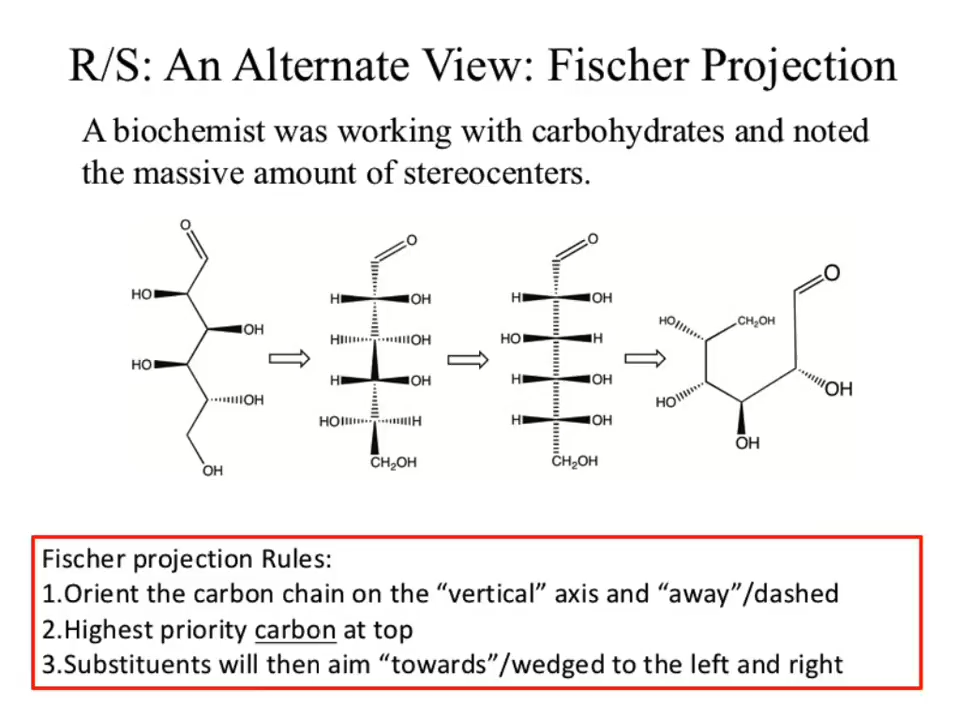 R/S: An Alternate View: Fischer Projection
A biochemist was working with carbohydrates and noted
the massive amount of stereocenters.
O
HO
OH
HO
OH
OH
O
H OH
H OH
H OH
HO H
CH₂OH
O
H OH
HO H
H OH
H OH
CH₂OH
O
HO
CH₂OH
HO
OH
OH
Fischer projection Rules:
1.Orient the carbon chain on the “vertical” axis and “away”/dashed
2.Highest priority carbon at top
3.Substituents will then aim “towards”/wedged to the left and right